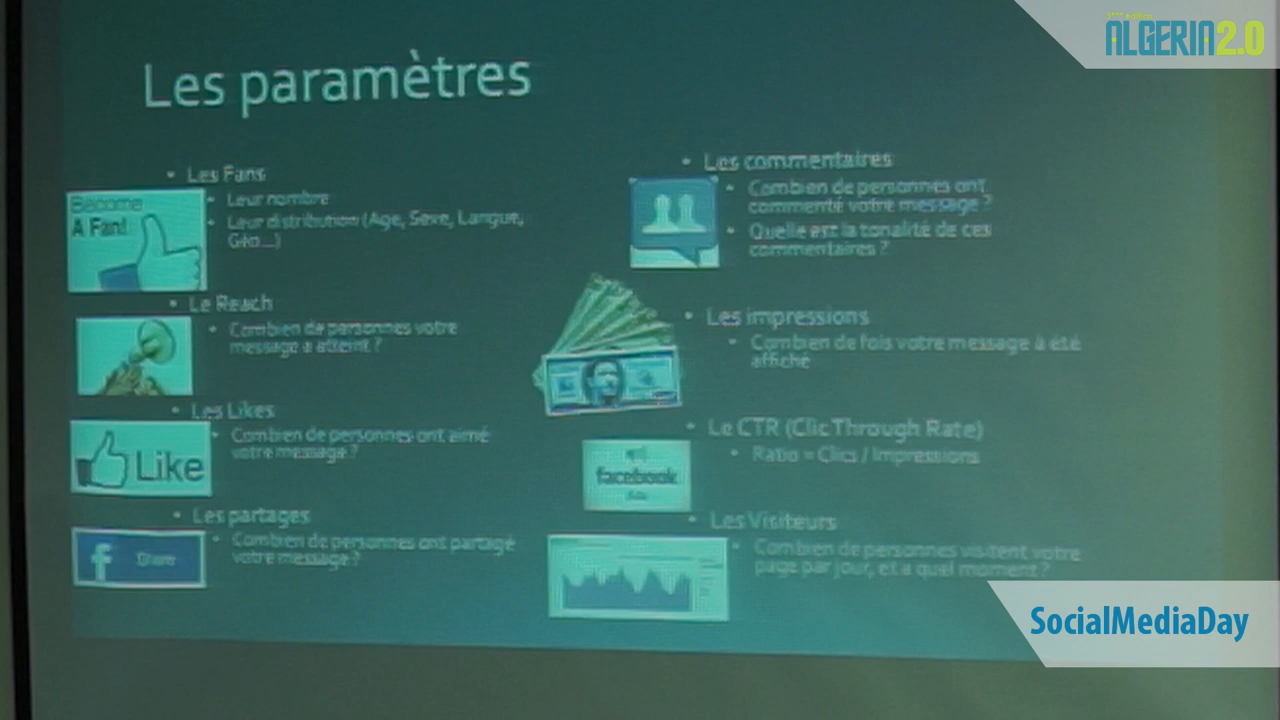 ALGERIA2.0
Les paramètres
• Les Fans
Become
A Fan!
• Leur nombre
• Leur distribution (Age, Sexe, Langue,
Géo...)
• Le Reach
• Combien de personnes votre
message a atteint ?
• Les Likes
Like
• Combien de personnes ont aimé
votre message ?
• Les partages
f Share
• Combien de personnes ont partagé
votre message ?
• Les commentaires
• Combien de personnes ont
commenté votre message ?
• Quelle est la tonalité de ces
commentaires ?
• Les impressions
• Combien de fois votre message à été
affiché
• Le CTR (Clic Through Rate)
facebook
• Ratio = Clics / Impressions
• Les Visiteurs
• Combien de personnes visitent votre
page par jour, et a quel moment ?
SocialMediaDay